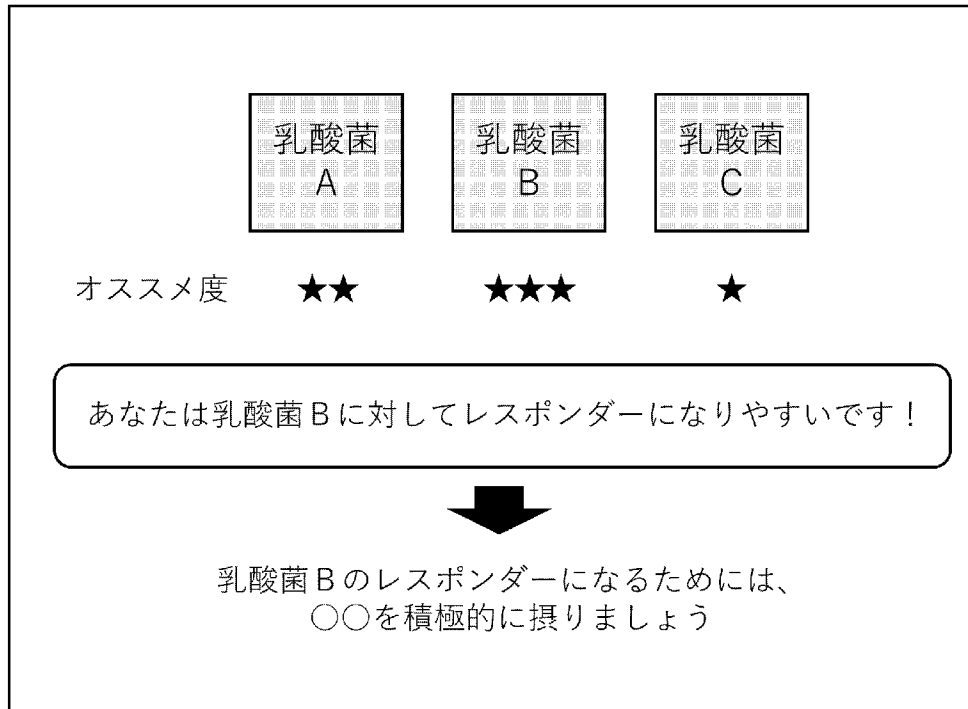 乳酸菌 乳酸菌 乳酸菌
A B C
オススメ度 ★★ ★★★ ★
あなたは乳酸菌Bに対してレスポンダーになりやすいです！
乳酸菌Bのレスポンダーになるためには、
○○を積極的に摂りましょう